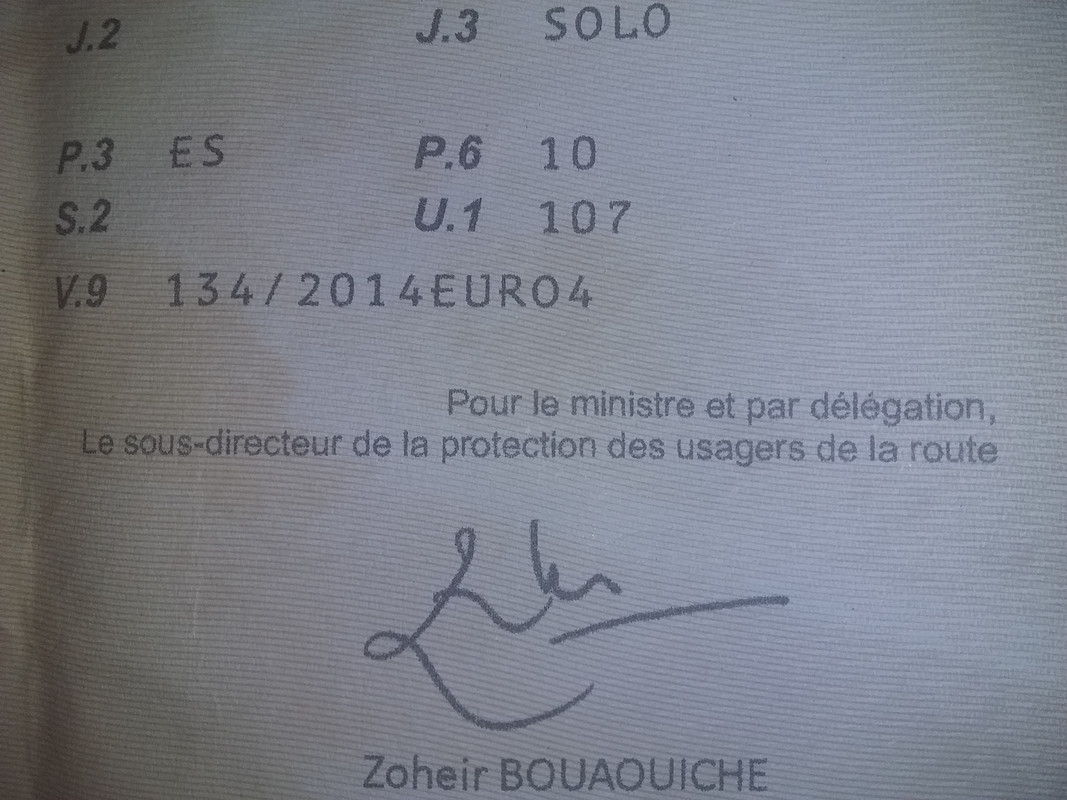 J.2 J.3 SOLO
P.3 ES P.6 10
S.2 U.1 107
V.9 134/2014EURO4
Pour le ministre et par délégation,
Le sous-directeur de la protection des usagers de la route
Zoheir BOUAOUICHE